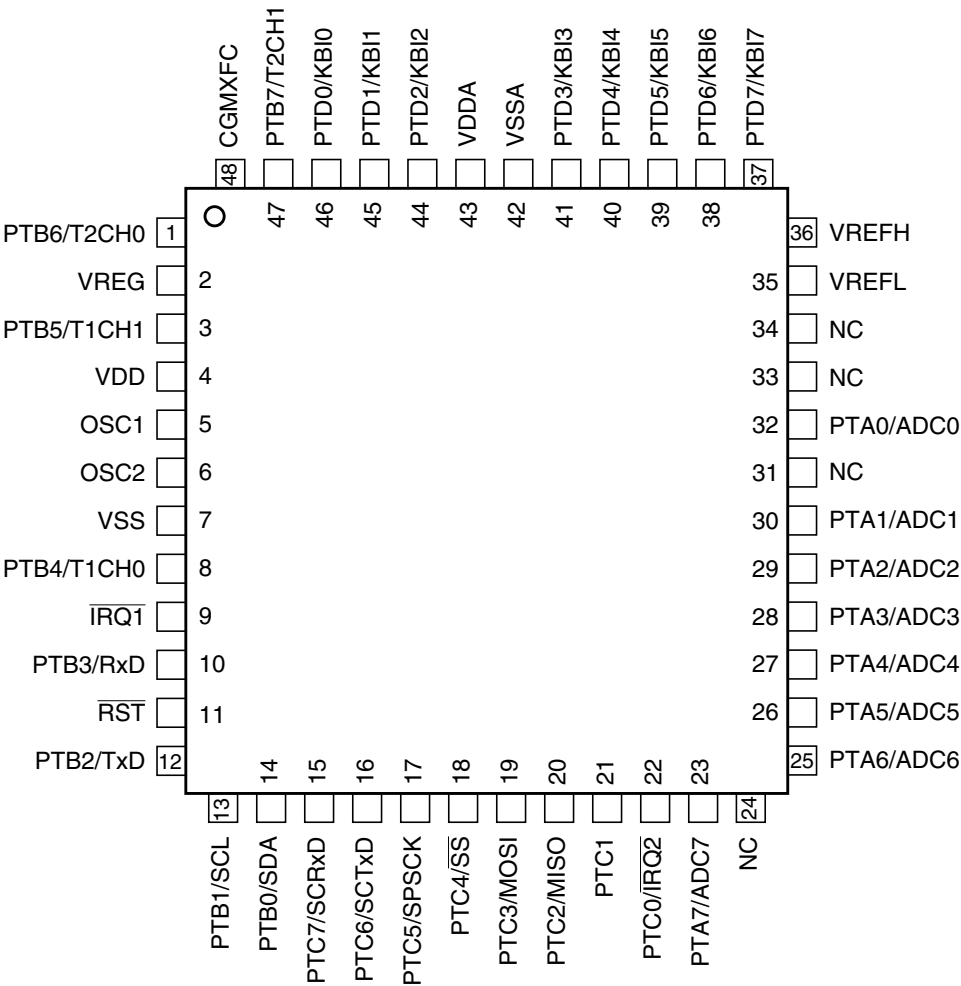 CGMXFC
PTB7/T2CH1
PTD0/KBI0
PTD1/KBI1
PTD2/KBI2
VDDA
VSSA
PTD3/KBI3
PTD4/KBI4
PTD5/KBI5
PTD6/KBI6
PTD7/KBI7
48
47
46
45
44
43
42
41
40
39
38
37
PTB6/T2CH0 1
VREG 2
PTB5/T1CH1 3
VDD 4
OSC1 5
OSC2 6
VSS 7
PTB4/T1CH0 8
IRQ1 9
PTB3/RxD 10
RST 11
PTB2/TxD 12
36 VREFH
35 VREFL
34 NC
33 NC
32 PTA0/ADC0
31 NC
30 PTA1/ADC1
29 PTA2/ADC2
28 PTA3/ADC3
27 PTA4/ADC4
26 PTA5/ADC5
25 PTA6/ADC6
13
14
15
16
17
18
19
20
21
22
23
24
PTB1/SCL
PTB0/SDA
PTC7/SCRxD
PTC6/SCTxD
PTC5/SPSCK
PTC4/SS
PTC3/MOSI
PTC2/MISO
PTC1
PTC0/IRQ2
PTA7/ADC7
NC